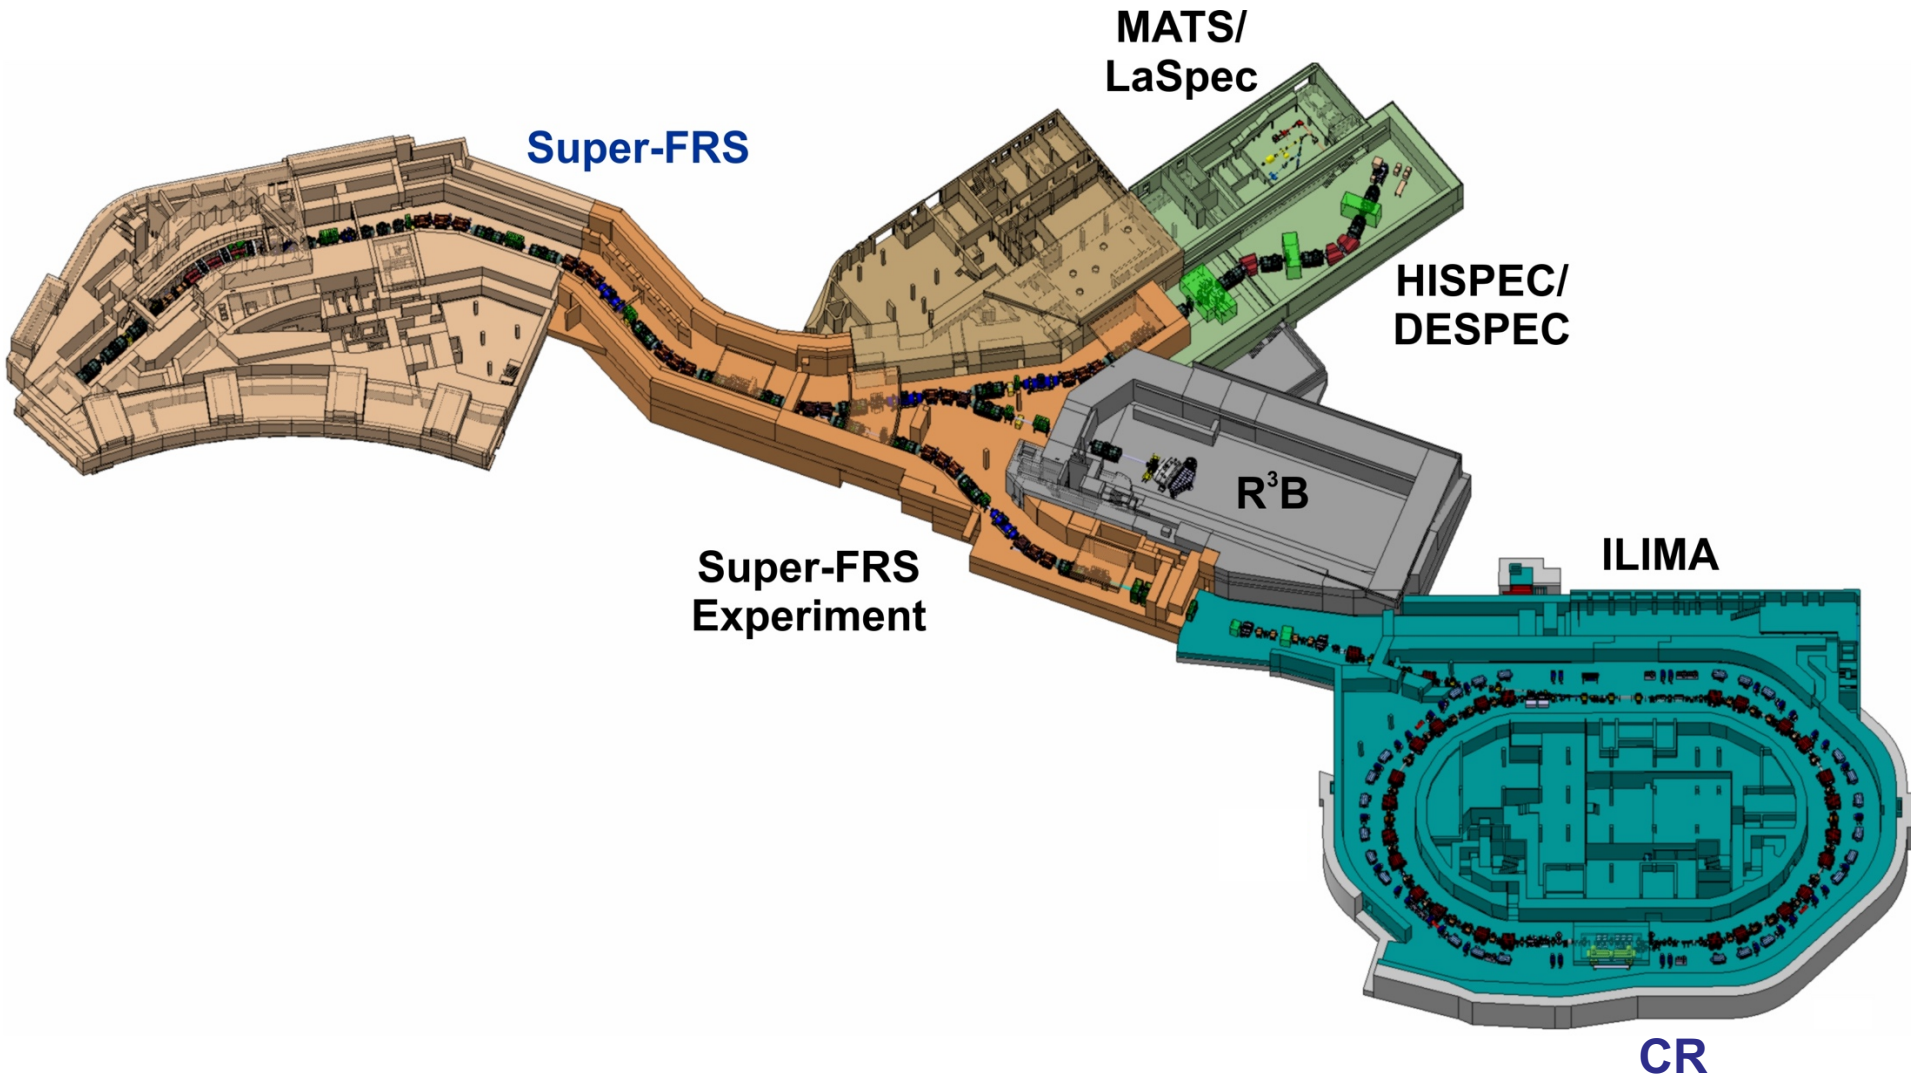 MATS/
LaSpec
Super-FRS
HISPEC/
DESPEC
R³B
ILIMA
Super-FRS
Experiment
CR